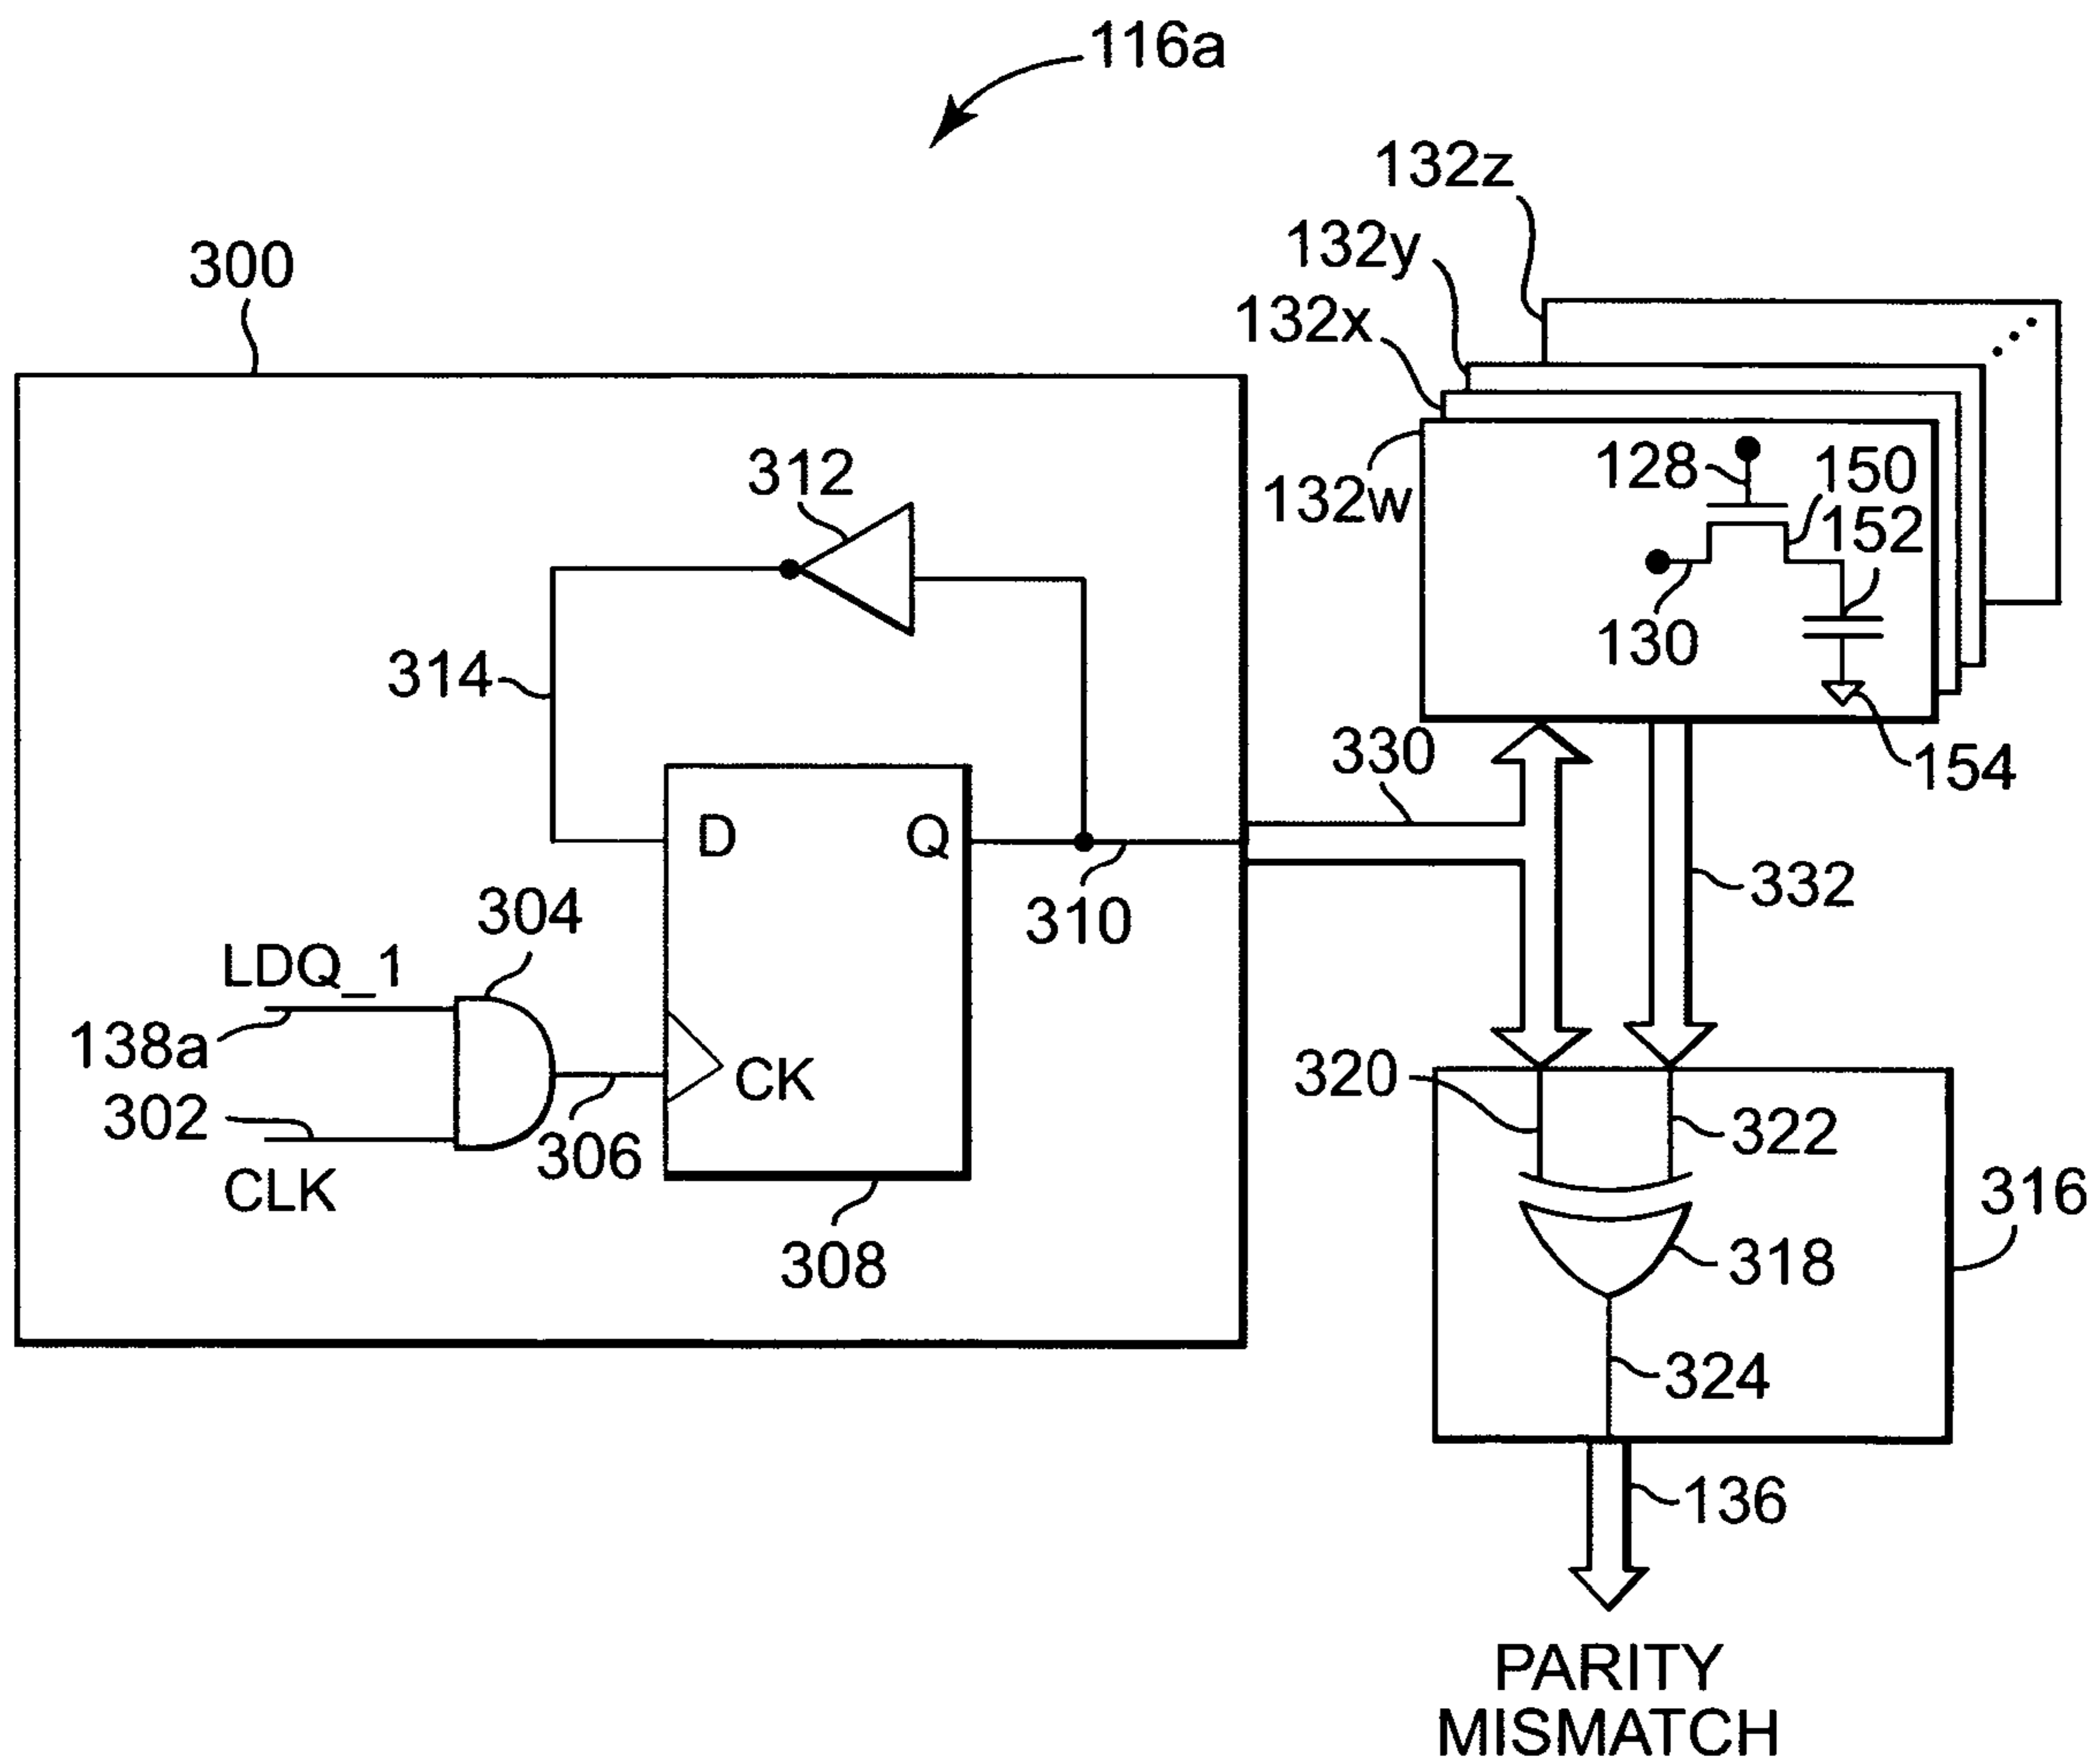 116a
132z
132y
300
132x
312
128
150
132w
152
130
314
330
154
D
Q
332
304
310
LDQ_1
138a
CK
320
302
306
322
CLK
316
308
318
324
136
PARITY
MISMATCH